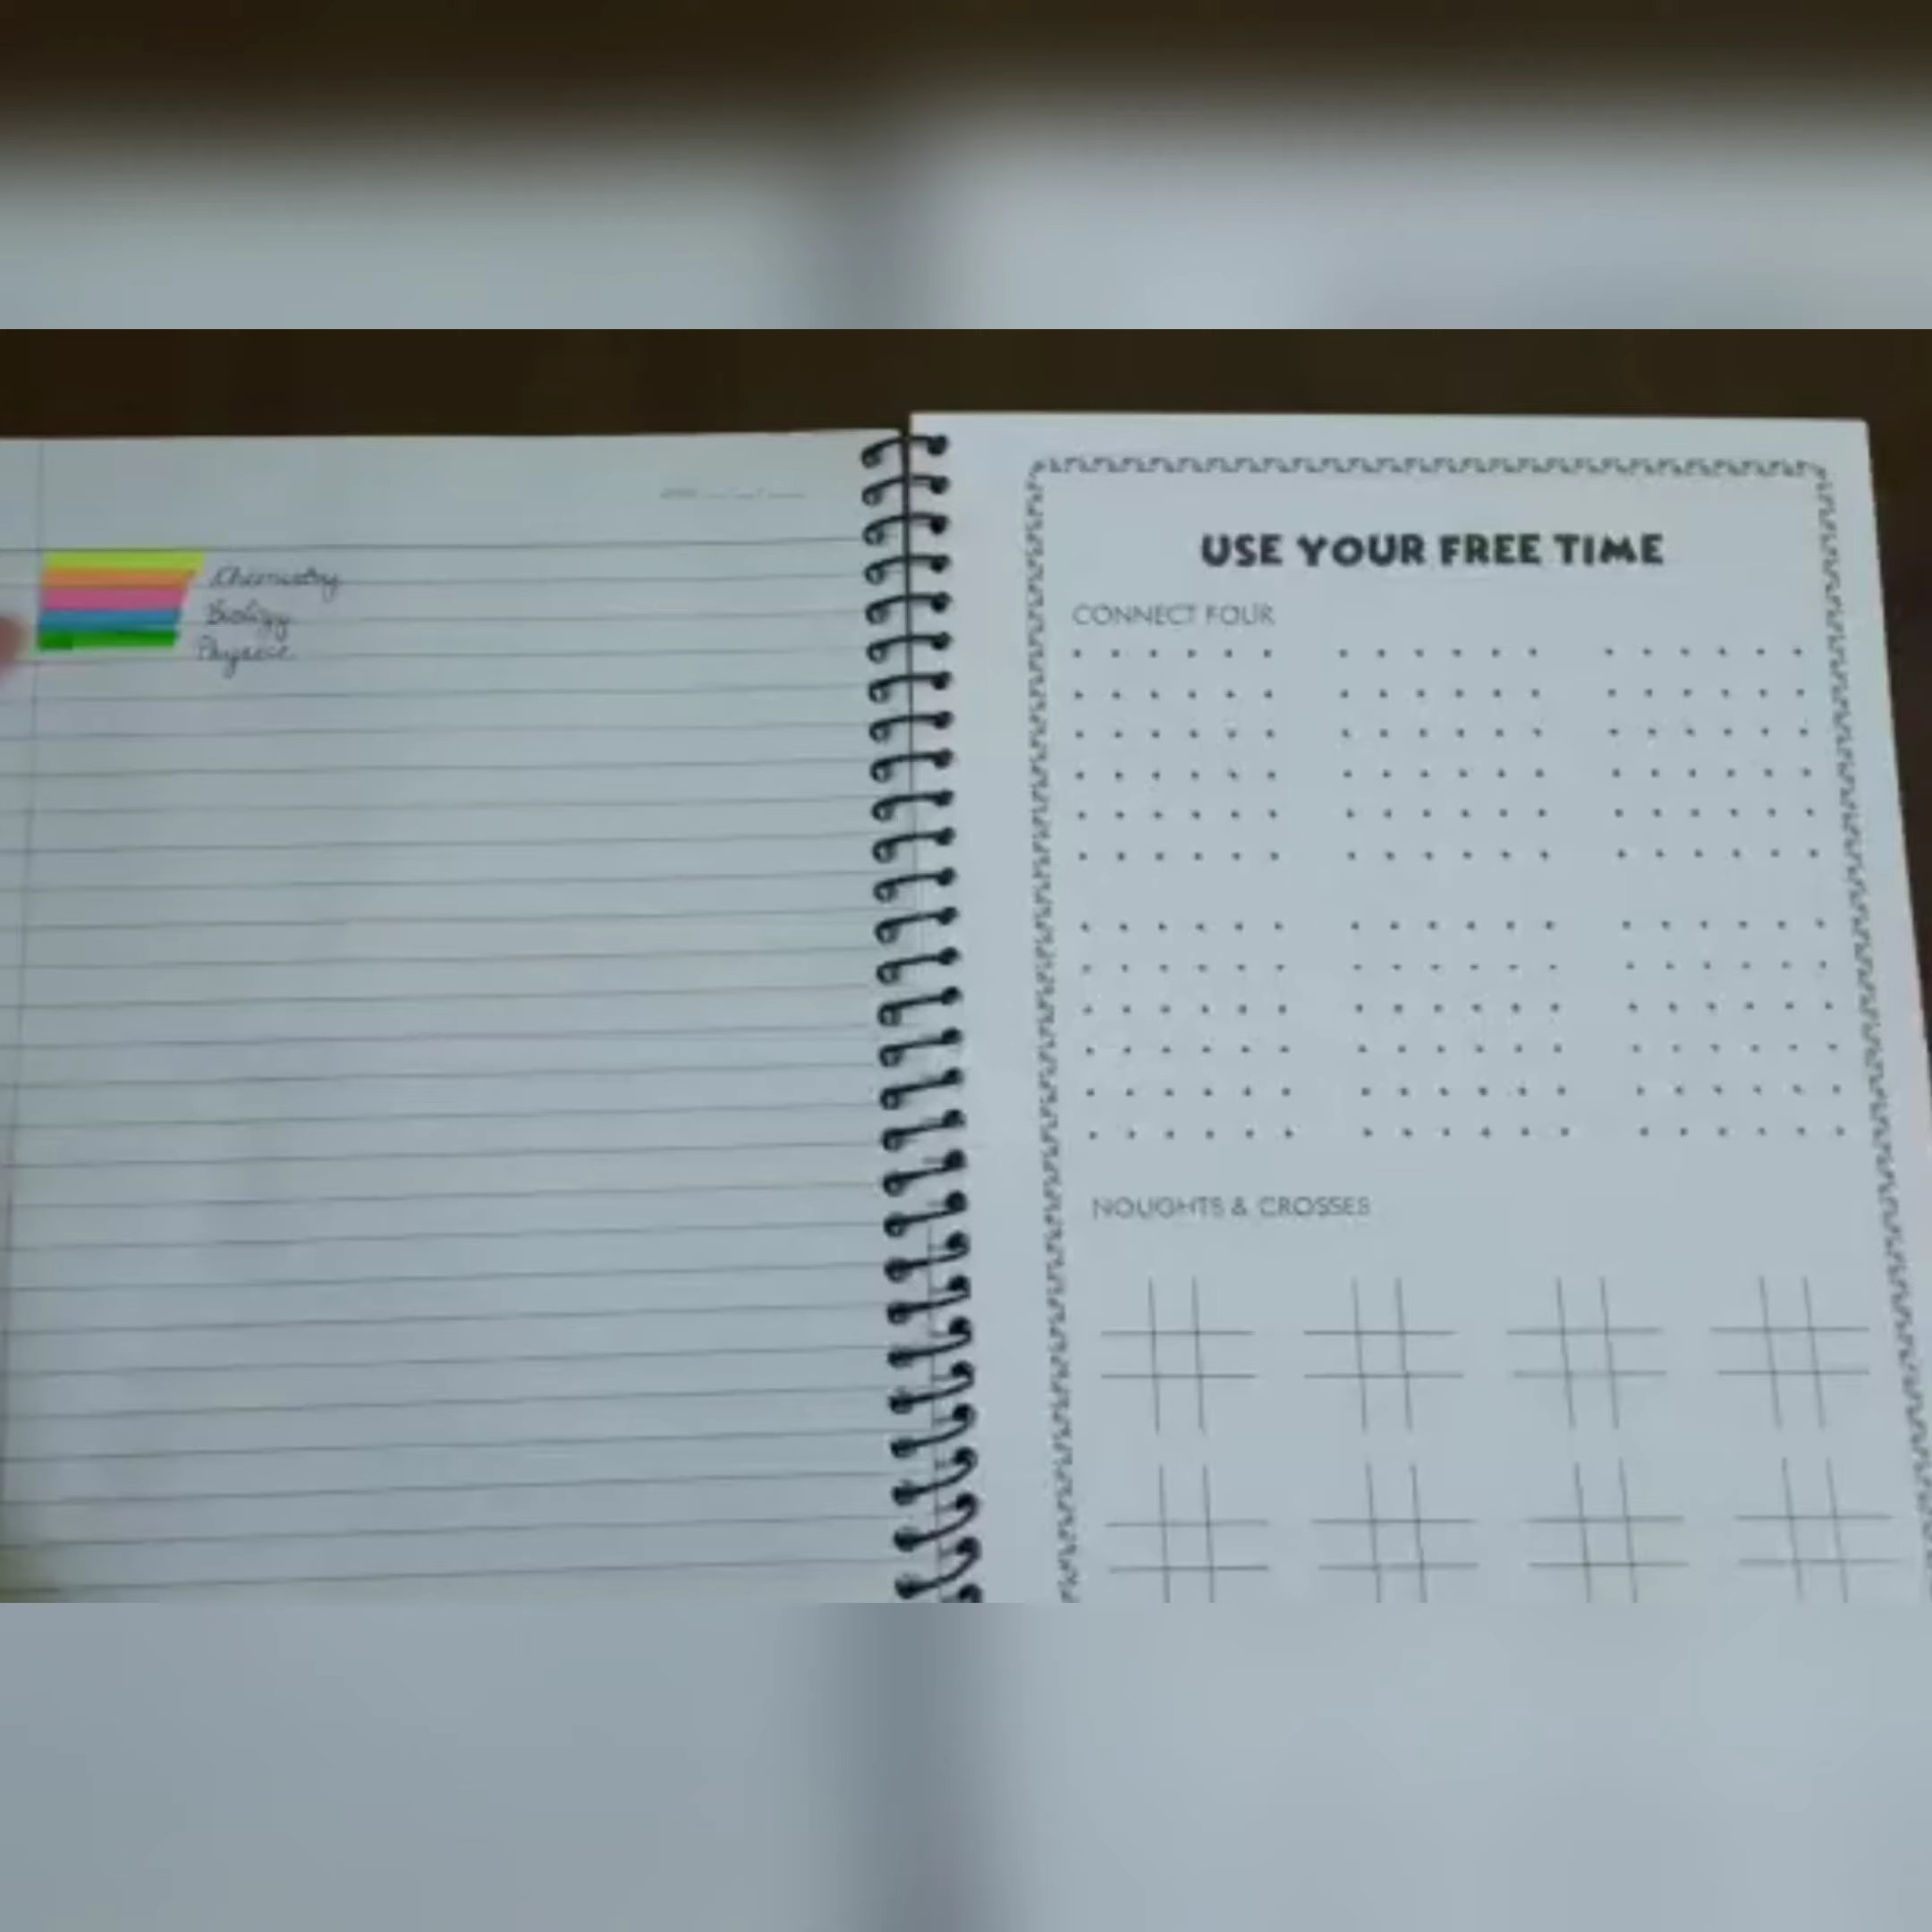 Chemistry
Biology
Physics
USE YOUR FREE TIME
CONNECT FOUR
NOUGHTS & CROSSES